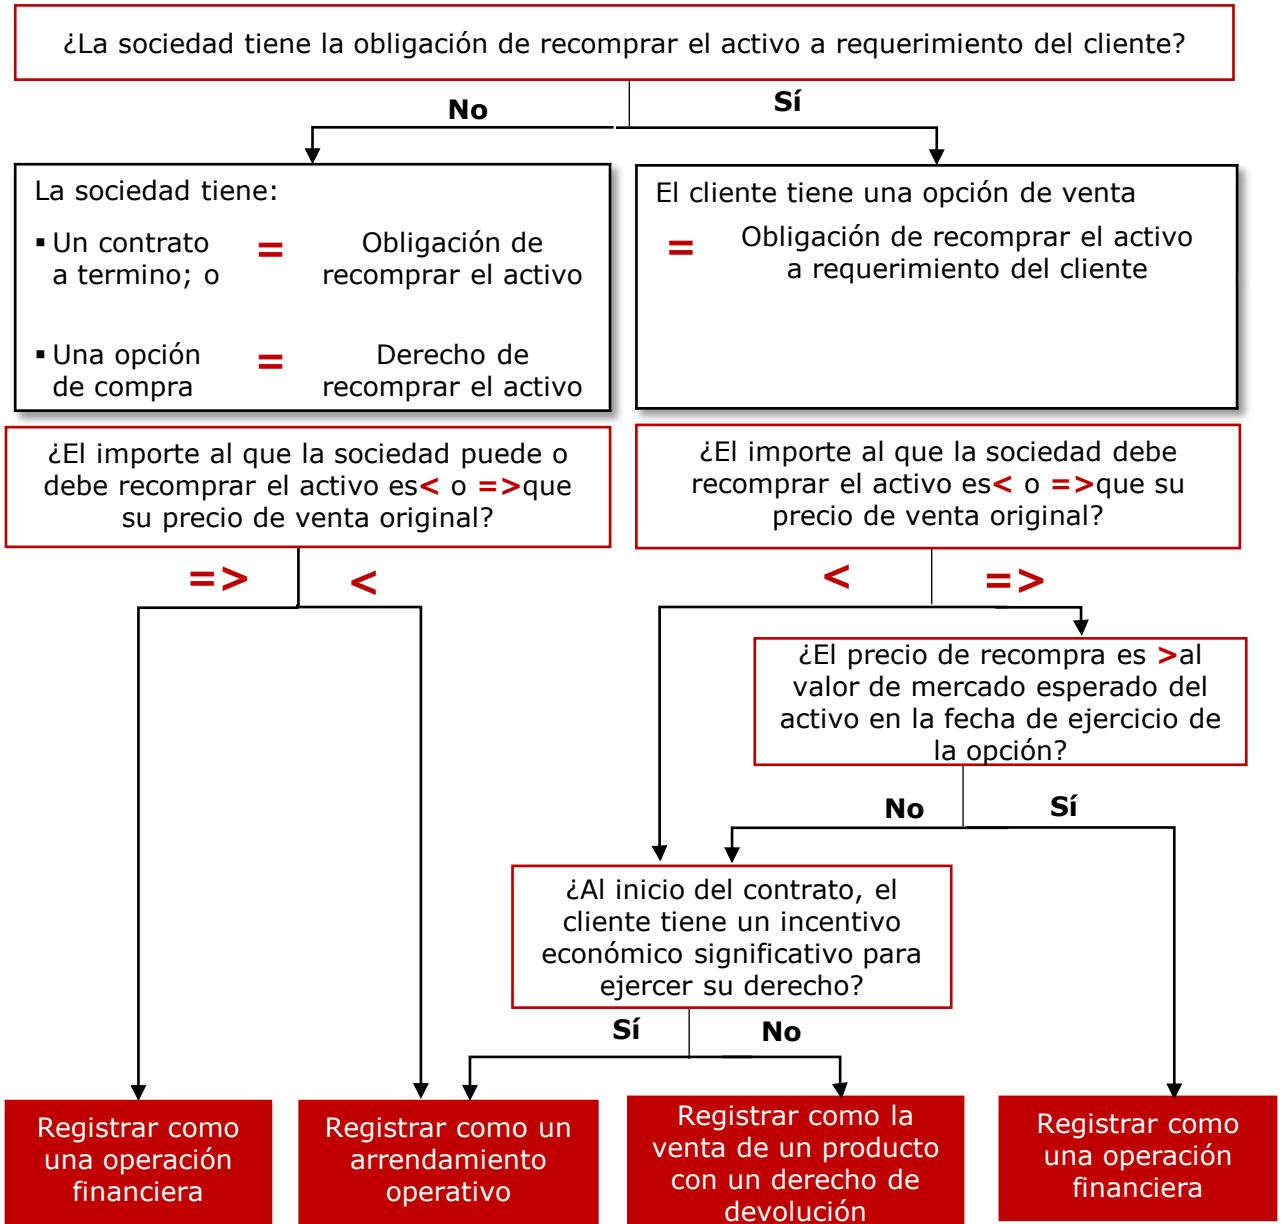 ¿La sociedad tiene la obligación de recomprar el activo a requerimiento del cliente?
No
Sí
La sociedad tiene:
▪ Un contrato
a termino; o
=
Obligación de
recomprar el activo
▪ Una opción
de compra
=
Derecho de
recomprar el activo
El cliente tiene una opción de venta
=
Obligación de recomprar el activo
a requerimiento del cliente
¿El importe al que la sociedad puede o
debe recomprar el activo es< o =>que
su precio de venta original?
¿El importe al que la sociedad debe
recomprar el activo es< o =>que su
precio de venta original?
=>
<
<
=>
¿El precio de recompra es >al
valor de mercado esperado del
activo en la fecha de ejercicio de
la opción?
No
Sí
¿Al inicio del contrato, el
cliente tiene un incentivo
económico significativo para
ejercer su derecho?
Sí
No
Registrar como
una operación
financiera
Registrar como un
arrendamiento
operativo
Registrar como la
venta de un producto
con un derecho de
devolución
Registrar como
una operación
financiera